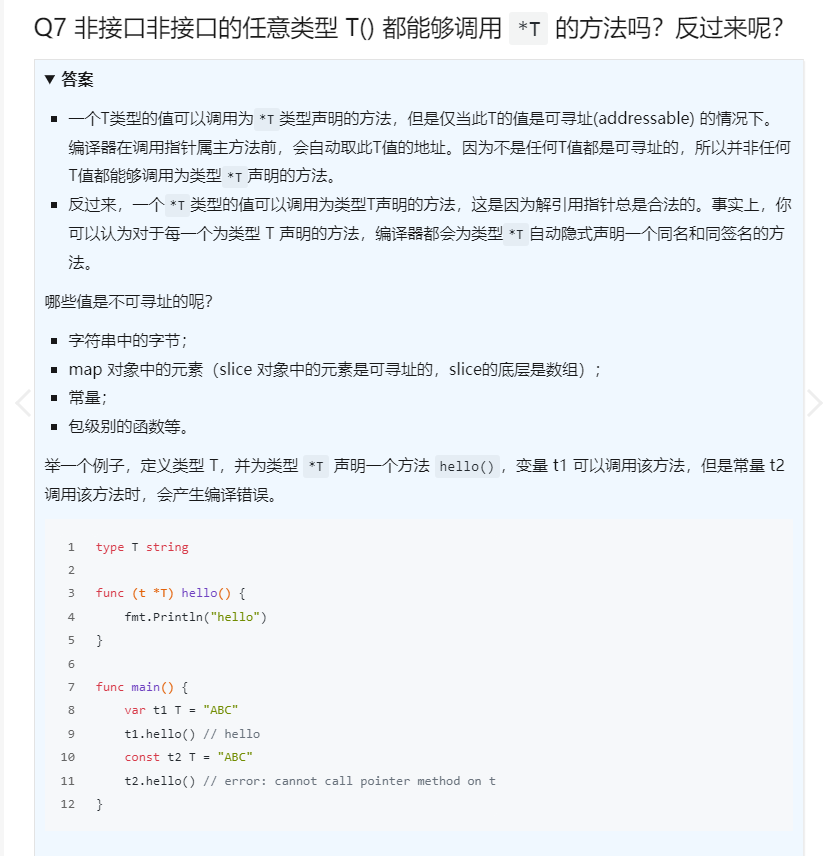 Q7 非接口非接口的任意类型 T() 都能够调用 *T 的方法吗？反过来呢？
▼ 答案
▪ 一个T类型的值可以调用为 *T 类型声明的方法，但是仅当此T的值是可寻址(addressable) 的情况下。
编译器在调用指针属主方法前，会自动取此T值的地址。因为不是任何T值都是可寻址的，所以并非任何
T值都能够调用为类型 *T 声明的方法。
▪ 反过来，一个 *T 类型的值可以调用为类型T声明的方法，这是因为解引用指针总是合法的。事实上，你
可以认为对于每一个为类型 T 声明的方法，编译器都会为类型 *T 自动隐式声明一个同名和同签名的方
法。
哪些值是不可寻址的呢？
▪ 字符串中的字节；
▪ map 对象中的元素（slice 对象中的元素是可寻址的，slice的底层是数组）；
▪ 常量；
▪ 包级别的函数等。
举一个例子，定义类型 T，并为类型 *T 声明一个方法 hello()，变量 t1 可以调用该方法，但是常量 t2
调用该方法时，会产生编译错误。
1 type T string
2
3 func (t *T) hello() {
4     fmt.Println("hello")
5 }
6
7 func main() {
8     var t1 T = "ABC"
9     t1.hello() // hello
10     const t2 T = "ABC"
11     t2.hello() // error: cannot call pointer method on t
12 }